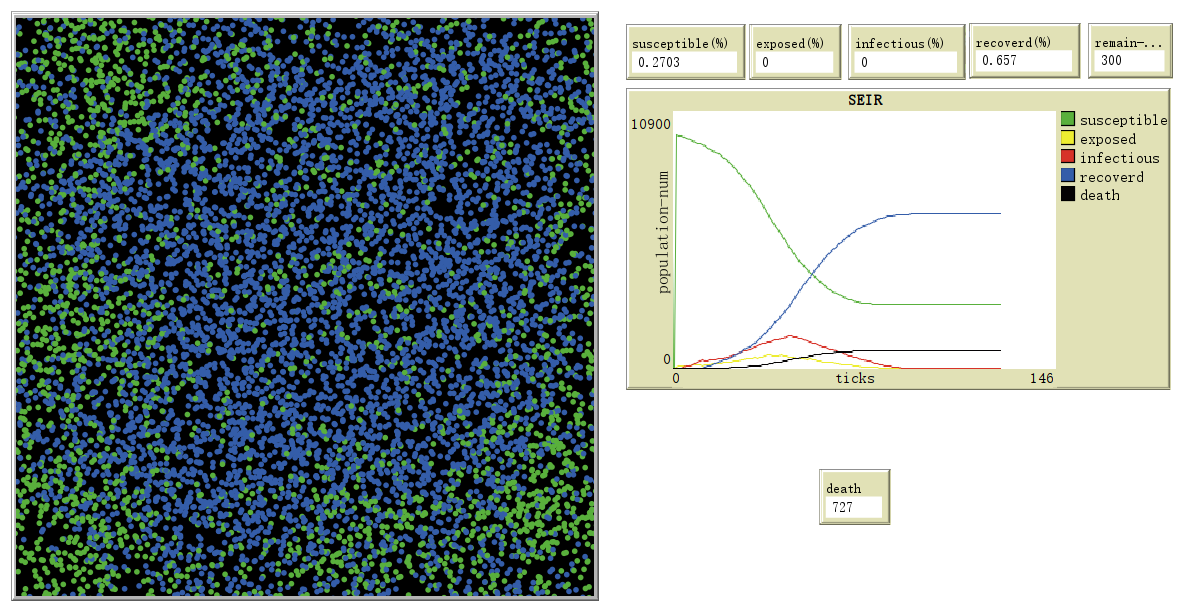 susceptible(%)
0.2703
exposed(%)
0
infectious(%)
0
recoverd(%)
0.657
remain-...
300
SEIR
10900
population-num
0
0
ticks
146
susceptible
exposed
infectious
recoverd
death
death
727